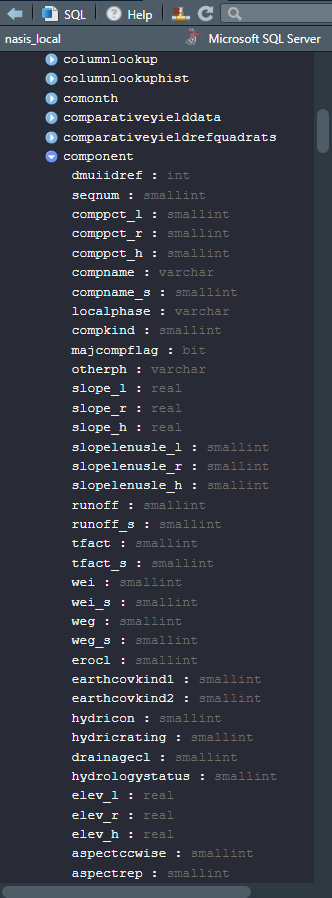 SQL Help
nasis_local Microsoft SQL Server
columnlookup
columnlookuphist
comonth
comparativeyielddata
comparativeyieldrefquadrats
component
dmuiidref : int
seqnum : smallint
comppct_l : smallint
comppct_r : smallint
comppct_h : smallint
compname : varchar
compname_s : smallint
localphase : varchar
compkind : smallint
majcompflag : bit
otherph : varchar
slope_l : real
slope_r : real
slope_h : real
slopelenusle_l : smallint
slopelenusle_r : smallint
slopelenusle_h : smallint
runoff : smallint
runoff_s : smallint
tfact : smallint
tfact_s : smallint
wei : smallint
wei_s : smallint
weg : smallint
weg_s : smallint
erocl : smallint
earthcovkind1 : smallint
earthcovkind2 : smallint
hydricon : smallint
hydricrating : smallint
drainagecl : smallint
hydrologystatus : smallint
elev_l : real
elev_r : real
elev_h : real
aspectccwise : smallint
aspectrep : smallint